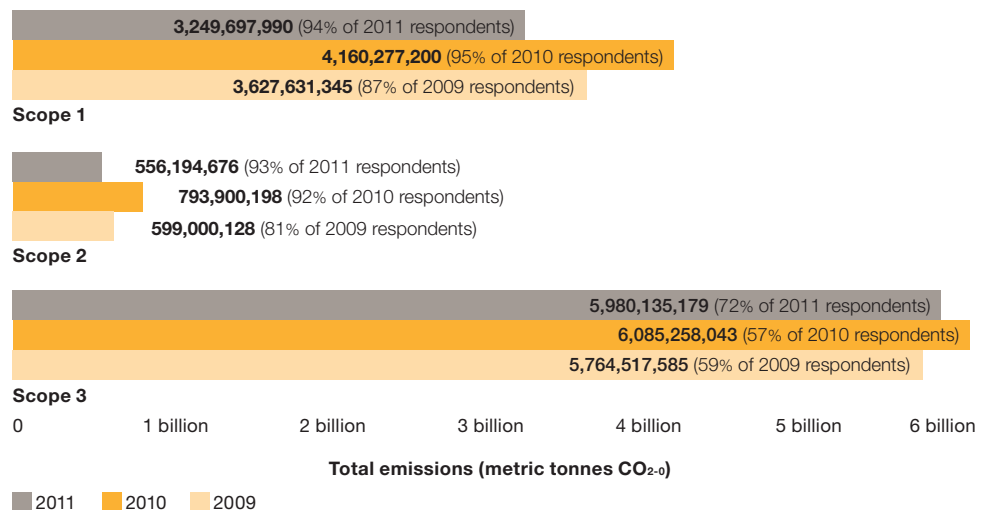 3,249,697,990 (94% of 2011 respondents)
4,160,277,200 (95% of 2010 respondents)
3,627,631,345 (87% of 2009 respondents)
Scope 1
556,194,676 (93% of 2011 respondents)
793,900,198 (92% of 2010 respondents)
599,000,128 (81% of 2009 respondents)
Scope 2
5,980,135,179 (72% of 2011 respondents)
6,085,258,043 (57% of 2010 respondents)
5,764,517,585 (59% of 2009 respondents)
Scope 3
0 1 billion 2 billion 3 billion 4 billion 5 billion 6 billion
Total emissions (metric tonnes CO₂₋₀)
2011 2010 2009